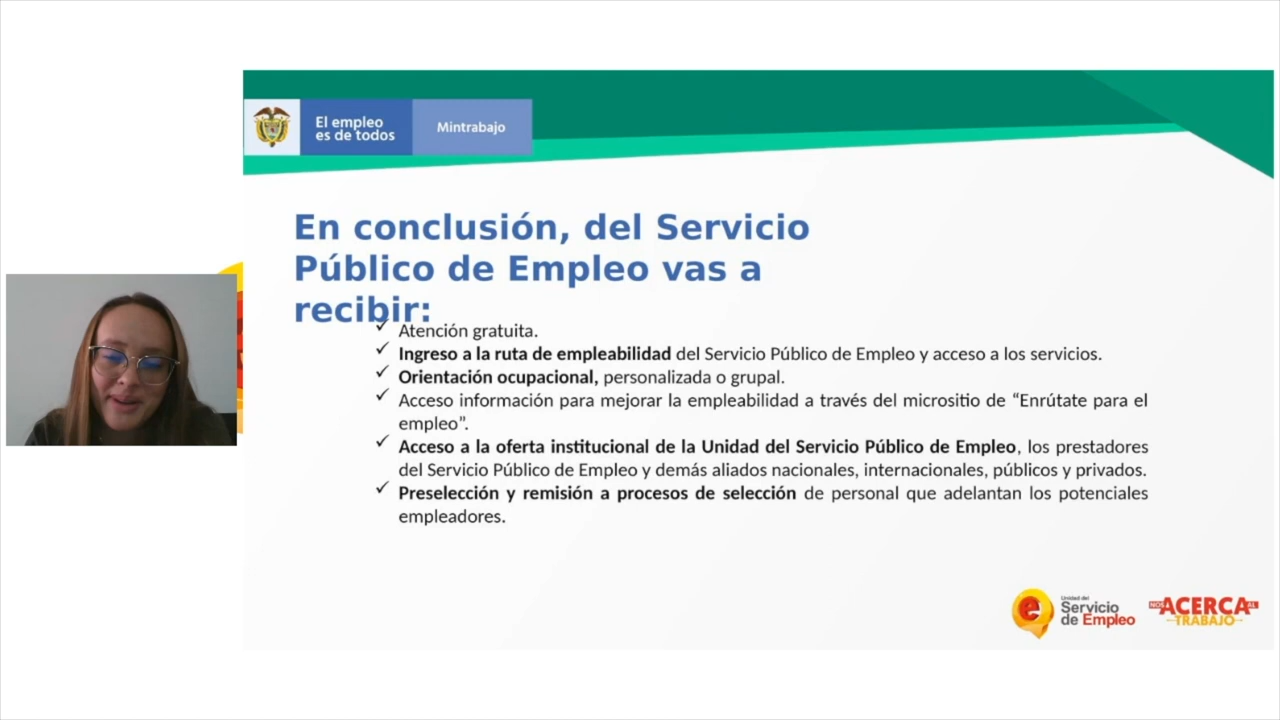 El empleo
es de todos
Mintrabajo
En conclusión, del Servicio
Público de Empleo vas a
recibir:
✓ Atención gratuita.
✓ Ingreso a la ruta de empleabilidad del Servicio Público de Empleo y acceso a los servicios.
✓ Orientación ocupacional, personalizada o grupal.
✓ Acceso información para mejorar la empleabilidad a través del micrositio de “Enrútate para el
empleo”.
✓ Acceso a la oferta institucional de la Unidad del Servicio Público de Empleo, los prestadores
del Servicio Público de Empleo y demás aliados nacionales, internacionales, públicos y privados.
✓ Preselección y remisión a procesos de selección de personal que adelantan los potenciales
empleadores.
Unidad del
Servicio
de Empleo
NOS ACERCA AL
TRABAJO